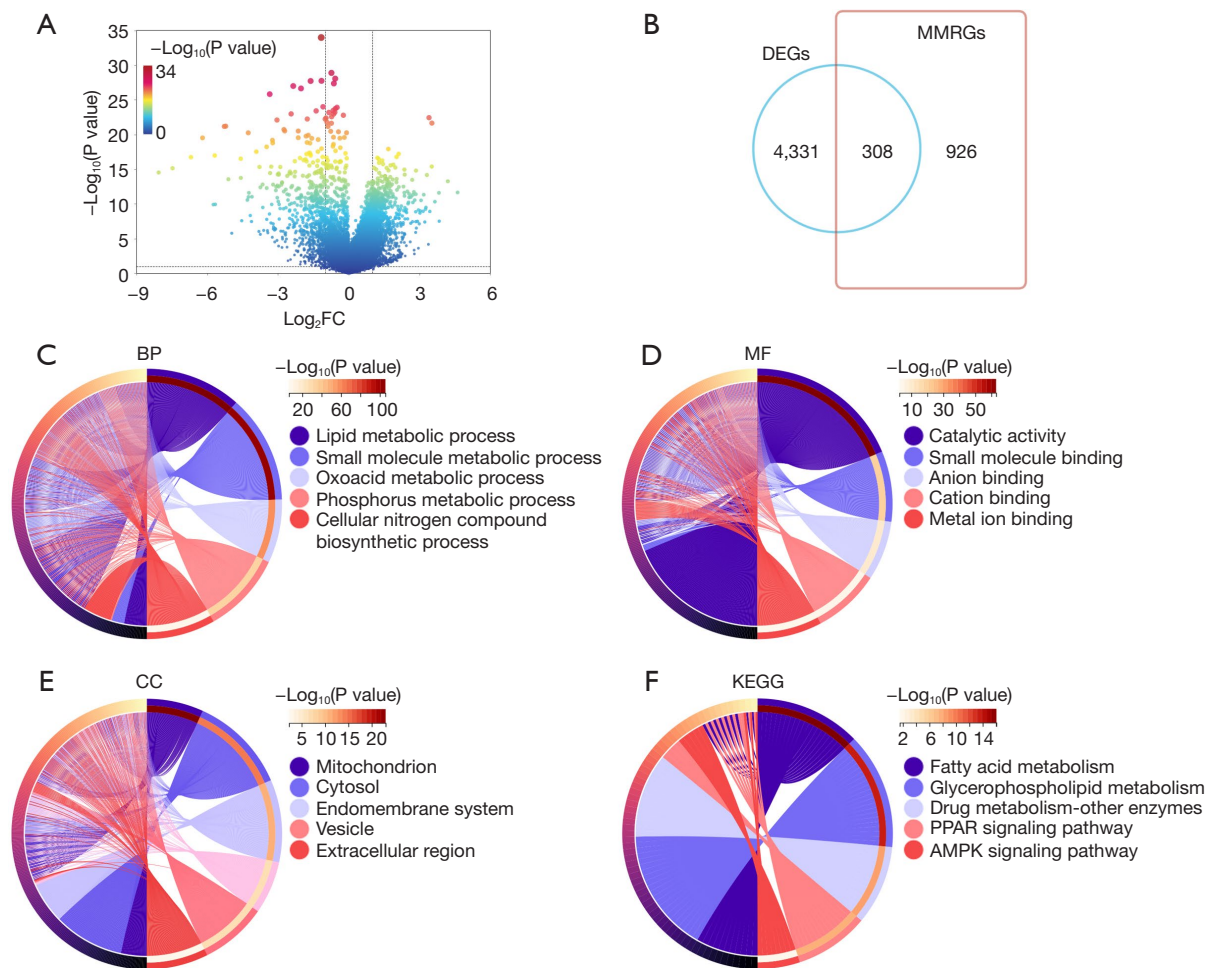 A
−Log₁₀(P value)
34
0
35
30
25
20
15
10
5
0
−Log₁₀(P value)
−9
−6
−3
0
3
6
Log₂FC
B
MMRGs
DEGs
4,331
308
926
C
BP
−Log₁₀(P value)
20 60 100
Lipid metabolic process
Small molecule metabolic process
Oxoacid metabolic process
Phosphorus metabolic process
Cellular nitrogen compound
biosynthetic process
D
MF
−Log₁₀(P value)
10 30 50
Catalytic activity
Small molecule binding
Anion binding
Cation binding
Metal ion binding
E
CC
−Log₁₀(P value)
5 10 15 20
Mitochondrion
Cytosol
Endomembrane system
Vesicle
Extracellular region
F
KEGG
−Log₁₀(P value)
2 6 10 14
Fatty acid metabolism
Glycerophospholipid metabolism
Drug metabolism-other enzymes
PPAR signaling pathway
AMPK signaling pathway